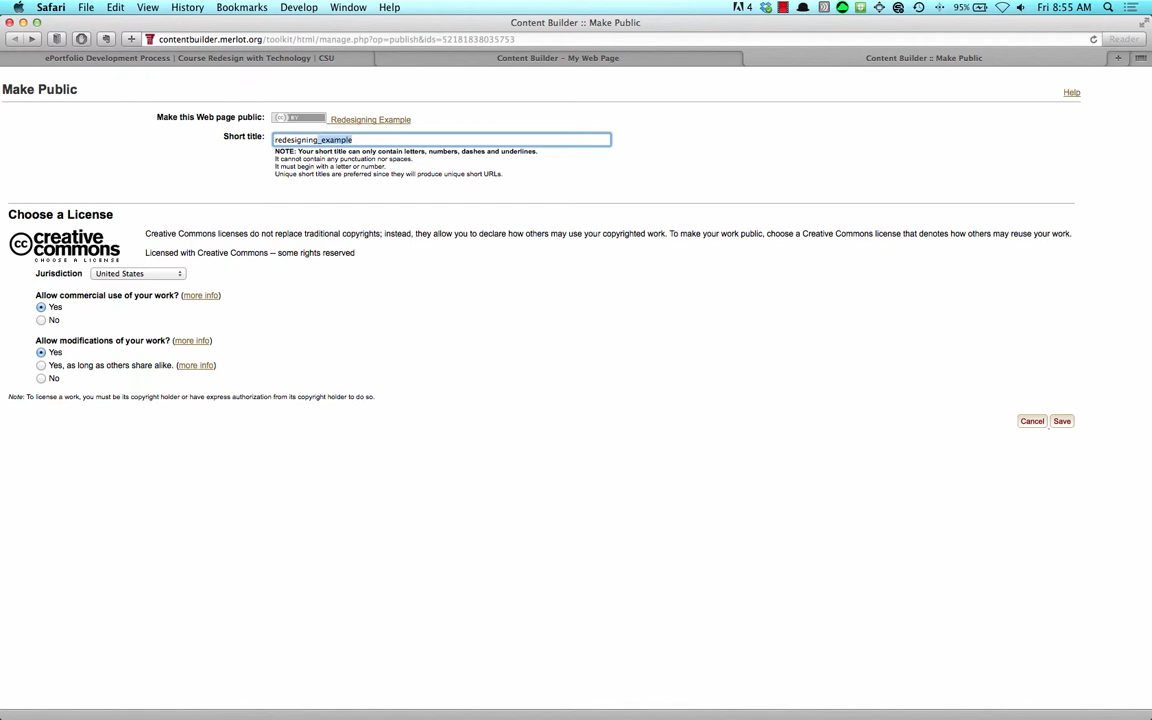 Safari File Edit View History Bookmarks Develop Window Help 4 95% Fri 8:55 AM
Content Builder :: Make Public
contentbuilder.merlot.org/toolkit/html/manage.php?op=publish&ids=52181838035753 Reader
ePortfolio Development Process | Course Redesign with Technology | CSU Content Builder – My Web Page Content Builder :: Make Public +
Make Public
Help
Make this Web page public: (cc) BY Redesigning Example
Short title: redesigning_example
NOTE: Your short title can only contain letters, numbers, dashes and underlines.
It cannot contain any punctuation nor spaces.
It must begin with a letter or number.
Unique short titles are preferred since they will produce unique short URLs.
Choose a License
cc creative commons
CHOOSE A LICENSE
Creative Commons licenses do not replace traditional copyrights; instead, they allow you to declare how others may use your copyrighted work. To make your work public, choose a Creative Commons license that denotes how others may reuse your work.
Licensed with Creative Commons -- some rights reserved
Jurisdiction United States
Allow commercial use of your work? (more info)
Yes
No
Allow modifications of your work? (more info)
Yes
Yes, as long as others share alike. (more info)
No
Note: To license a work, you must be its copyright holder or have express authorization from its copyright holder to do so.
Cancel Save